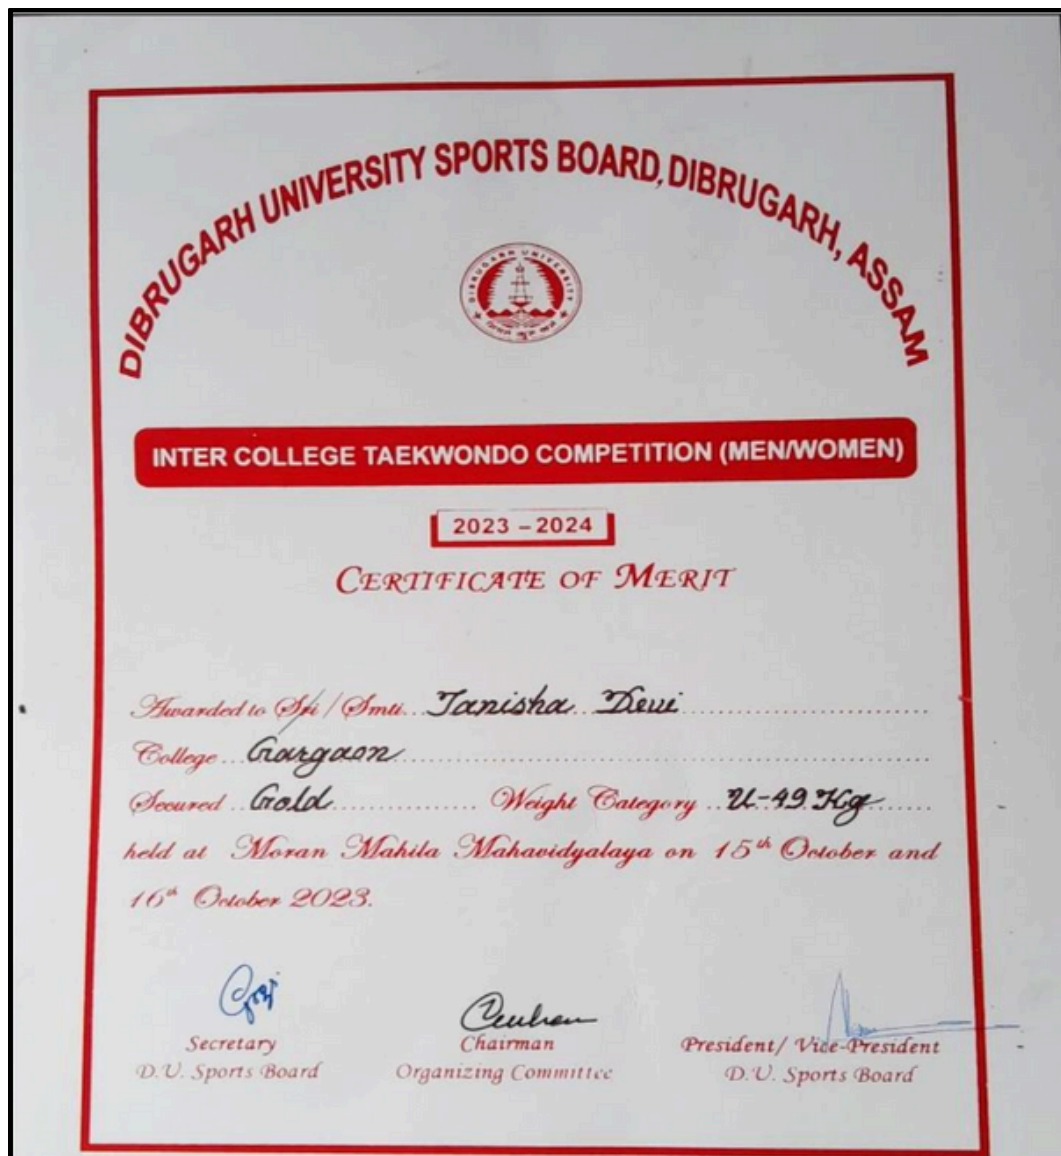 DIBRUGARH UNIVERSITY SPORTS BOARD, DIBRUGARH, ASSAM
DIBRUGARH UNIVERSITY
INTER COLLEGE TAEKWONDO COMPETITION (MEN/WOMEN)
2023 – 2024
CERTIFICATE OF MERIT
Awarded to Sri / Smti... Tanisha Devi
College ... Gargaon
Secured ... Gold ... Weight Category ... U-49 Kg
held at Moran Mahila Mahavidyalaya on 15th October and
16th October 2023.
Secretary Chairman President/ Vice-President
D.U. Sports Board Organizing Committee D.U. Sports Board